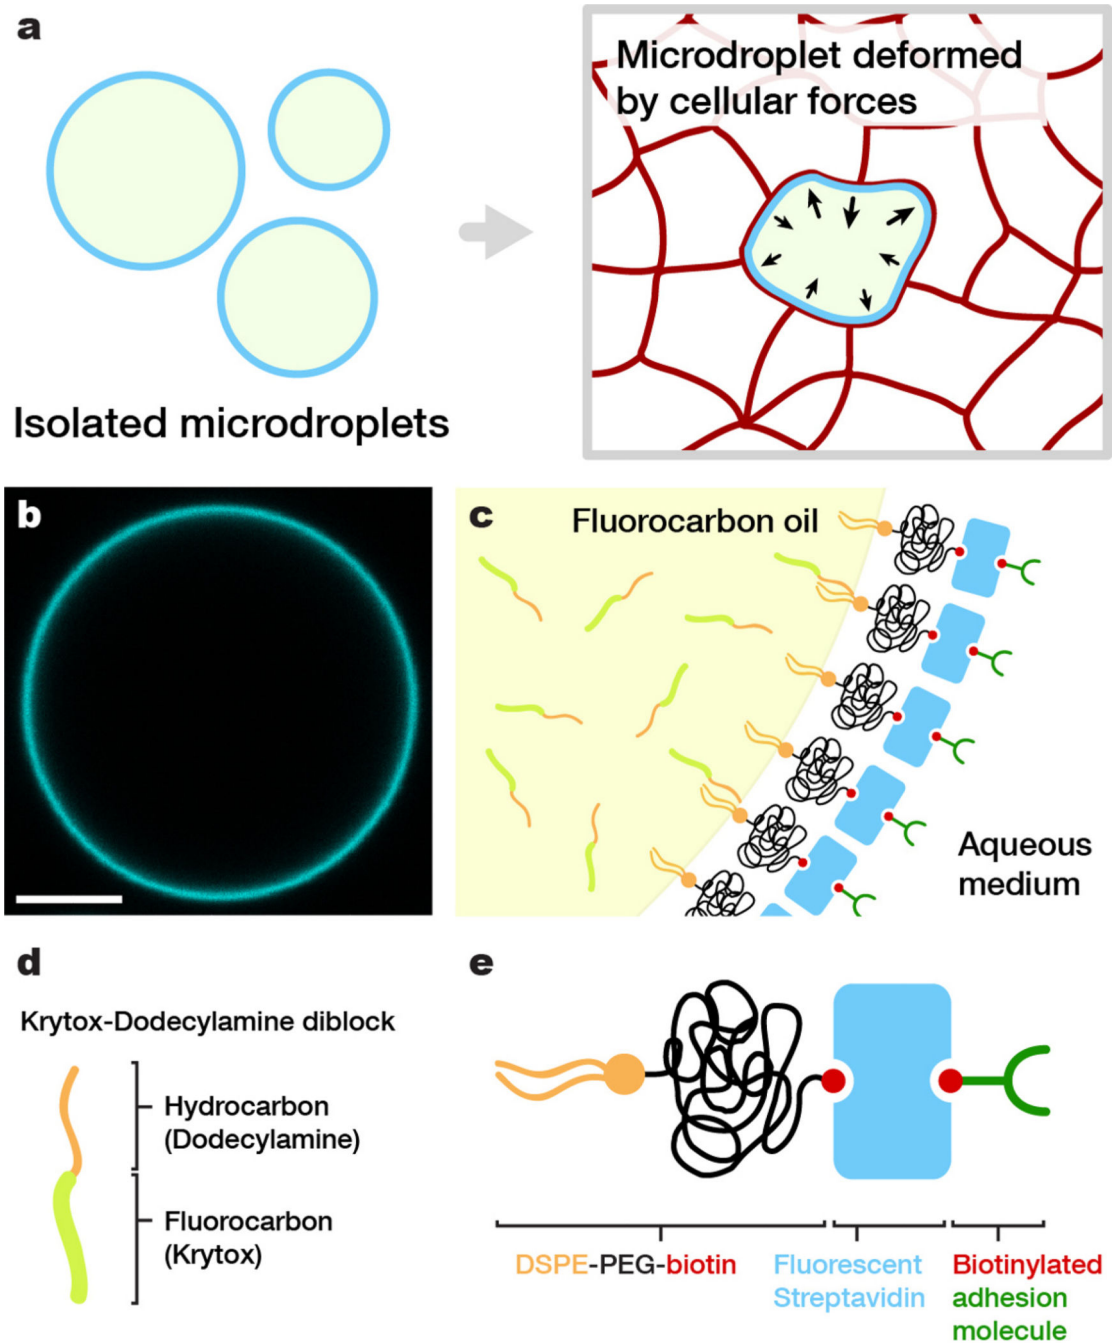 a
Microdroplet deformed
by cellular forces
Isolated microdroplets
b
c
Fluorocarbon oil
Aqueous
medium
d
Krytox-Dodecylamine diblock
Hydrocarbon
(Dodecylamine)
Fluorocarbon
(Krytox)
e
DSPE-PEG-biotin
Fluorescent
Streptavidin
Biotinylated
adhesion
molecule